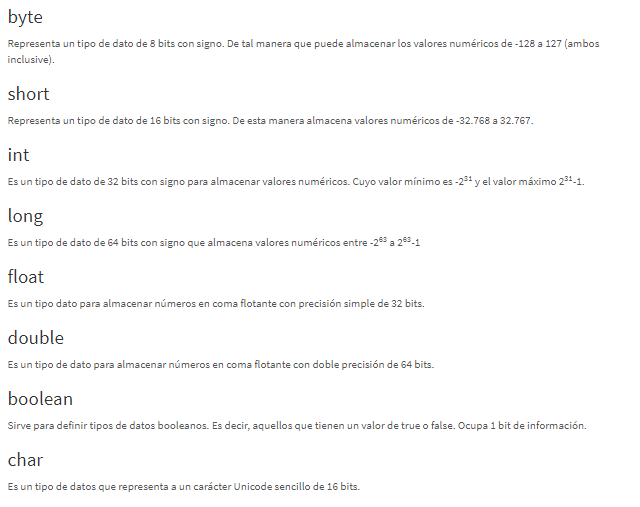 byte
Representa un tipo de dato de 8 bits con signo. De tal manera que puede almacenar los valores numéricos de -128 a 127 (ambos
inclusive).
short
Representa un tipo de dato de 16 bits con signo. De esta manera almacena valores numéricos de -32.768 a 32.767.
int
Es un tipo de dato de 32 bits con signo para almacenar valores numéricos. Cuyo valor mínimo es -2³¹ y el valor máximo 2³¹-1.
long
Es un tipo de dato de 64 bits con signo que almacena valores numéricos entre -2⁶³ a 2⁶³-1
float
Es un tipo dato para almacenar números en coma flotante con precisión simple de 32 bits.
double
Es un tipo de dato para almacenar números en coma flotante con doble precisión de 64 bits.
boolean
Sirve para definir tipos de datos booleanos. Es decir, aquellos que tienen un valor de true o false. Ocupa 1 bit de información.
char
Es un tipo de datos que representa a un carácter Unicode sencillo de 16 bits.